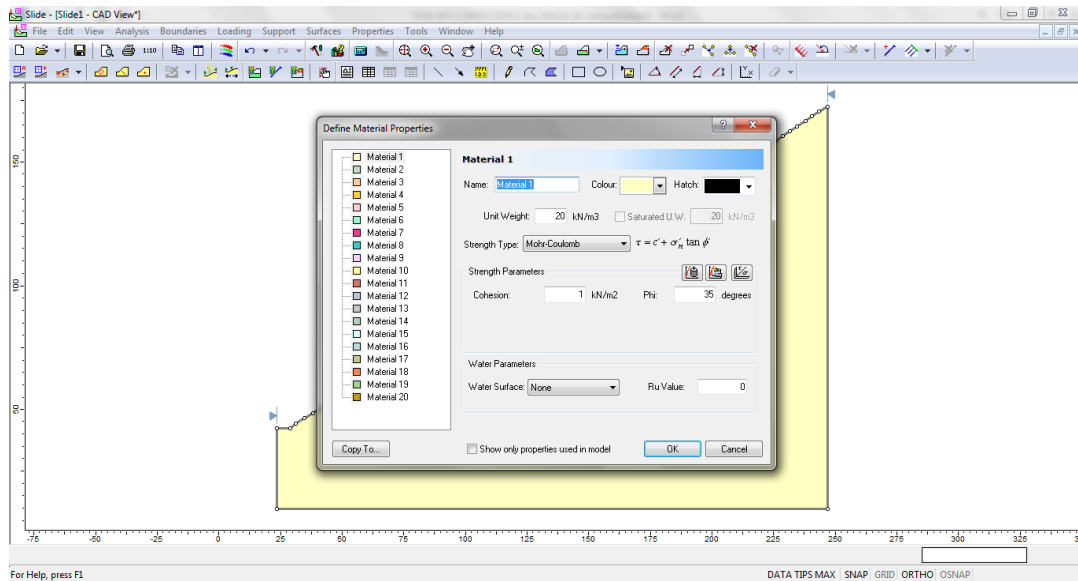 Slide - [Slide1 - CAD View*]
File Edit View Analysis Boundaries Loading Support Surfaces Properties Tools Window Help
1:10
Define Material Properties
Material 1
Material 2
Material 3
Material 4
Material 5
Material 6
Material 7
Material 8
Material 9
Material 10
Material 11
Material 12
Material 13
Material 14
Material 15
Material 16
Material 17
Material 18
Material 19
Material 20
Material 1
Name: Material 1 Colour: Hatch:
Unit Weight: 20 kN/m3 Saturated U.W. 20 kN/m3
Strength Type: Mohr-Coulomb τ = c′ + σ′n tan ϕ′
Strength Parameters
Cohesion: 1 kN/m2 Phi: 35 degrees
Water Parameters
Water Surface: None Ru Value: 0
Copy To... Show only properties used in model OK Cancel
150
100
50
-75 -50 -25 0 25 50 75 100 125 150 175 200 225 250 275 300 325
For Help, press F1 DATA TIPS MAX SNAP GRID ORTHO OSNAP